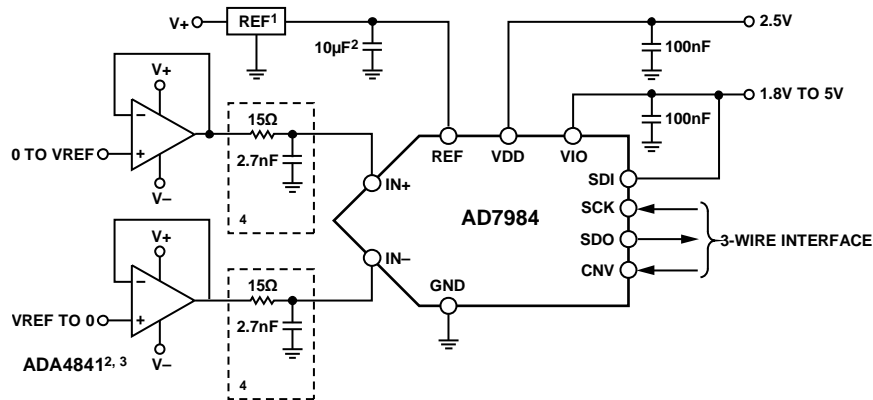 V+
REF1
10µF2
2.5V
100nF
1.8V TO 5V
100nF
V+
−
+
0 TO VREF
V−
15Ω
2.7nF
4
REF
VDD
VIO
IN+
SDI
AD7984
SCK
SDO
3-WIRE INTERFACE
CNV
IN−
GND
V+
−
+
VREF TO 0
V−
ADA48412, 3
15Ω
2.7nF
4